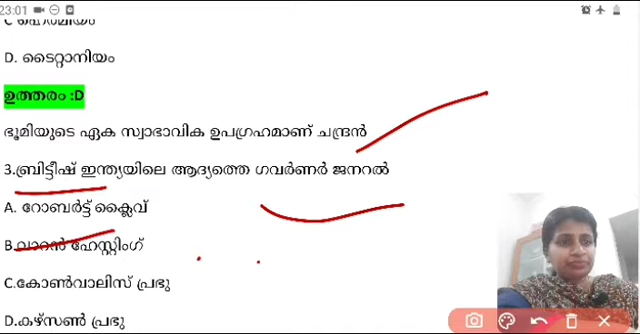 23:01
D. ടൈറ്റാനിയം
ഉത്തരം :D
ഭൂമിയുടെ ഏക സ്വാഭാവിക ഉപഗ്രഹമാണ് ചന്ദ്രൻ
3.ബ്രിട്ടീഷ് ഇന്ത്യയിലെ ആദ്യത്തെ ഗവർണർ ജനറൽ
A. റോബർട്ട് ക്ലൈവ്
B.വാറൻ ഹേസ്റ്റിംഗ്
C.കോൺവാലിസ് പ്രഭു
D.കഴ്സൺ പ്രഭു